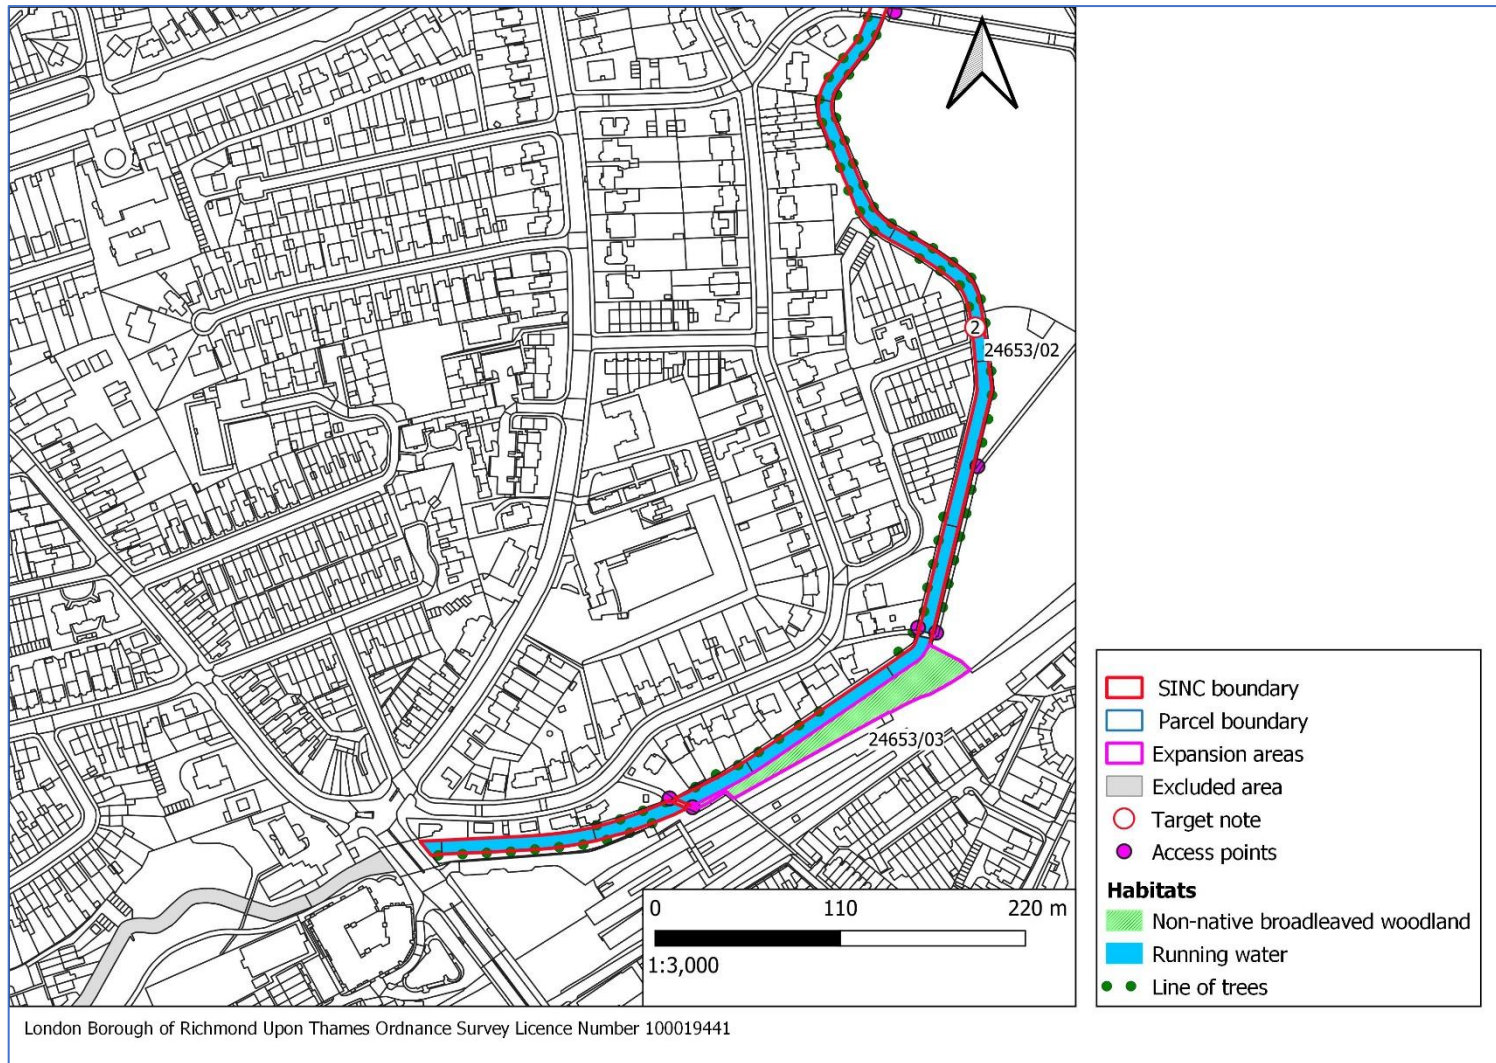 2
24653/02
24653/03
0 110 220 m
1:3,000
SINC boundary
Parcel boundary
Expansion areas
Excluded area
Target note
Access points
Habitats
Non-native broadleaved woodland
Running water
Line of trees
London Borough of Richmond Upon Thames Ordnance Survey Licence Number 100019441